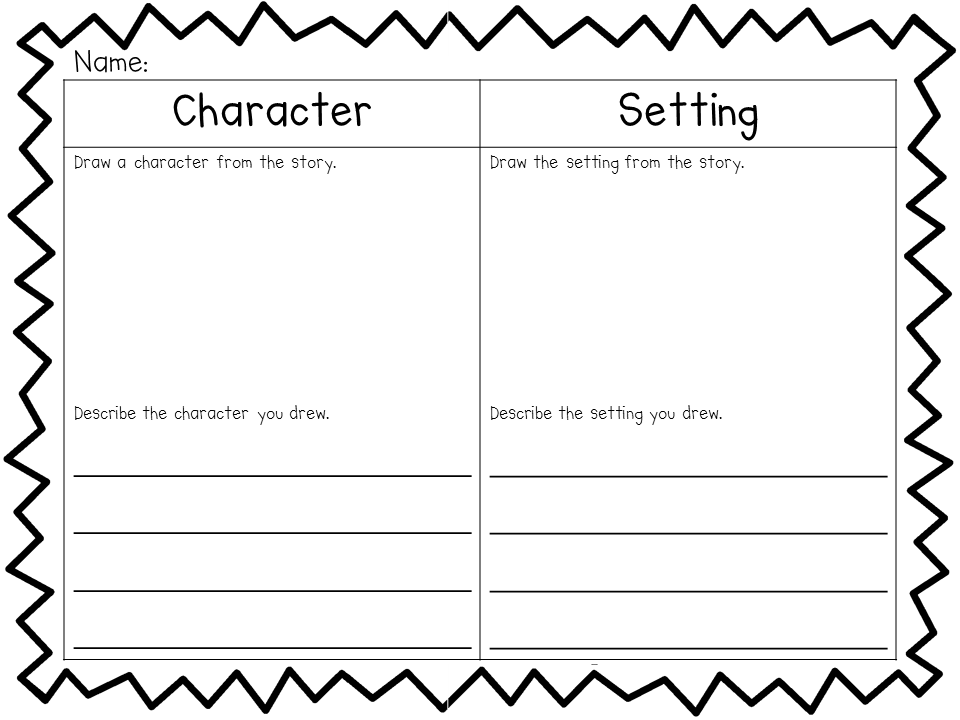 Name:
Character
Setting
Draw a character from the story.
Draw the setting from the story.
Describe the character you drew.
Describe the setting you drew.